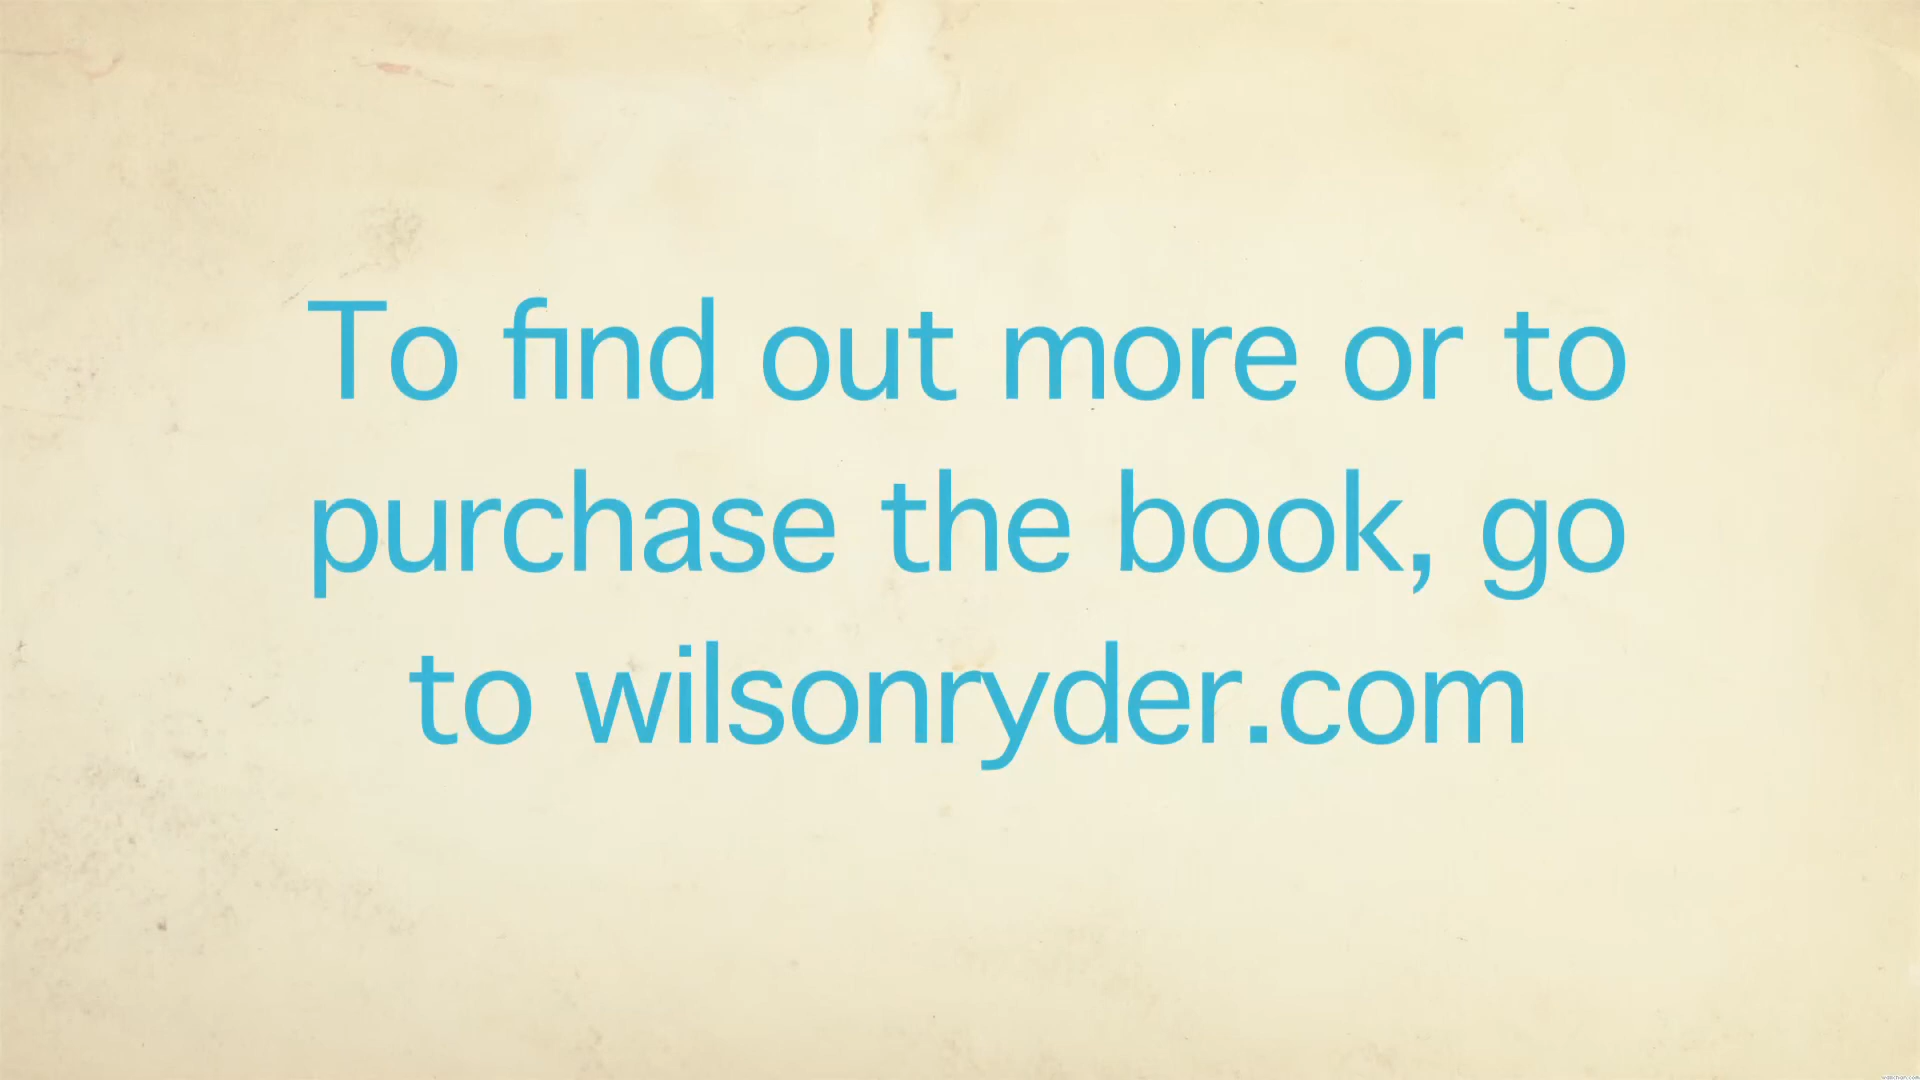 To find out more or to
purchase the book, go
to wilsonryder.com